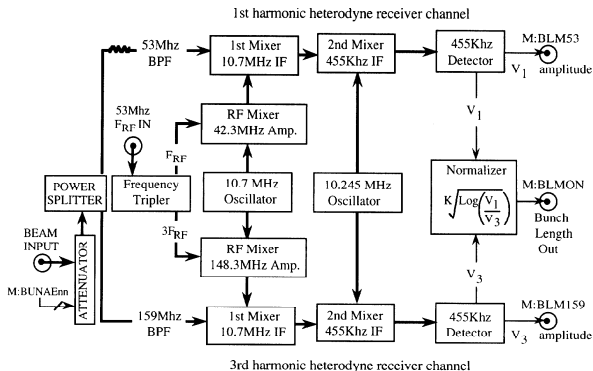 1st harmonic heterodyne receiver channel
53Mhz
BPF
1st Mixer
10.7MHz IF
2nd Mixer
455Khz IF
455Khz
Detector
M:BLM53
V1
amplitude
53Mhz
FRF IN
RF Mixer
42.3MHz Amp.
V1
FRF
POWER
SPLITTER
Frequency
Tripler
10.7 MHz
Oscillator
10.245 MHz
Oscillator
Normalizer
K√Log(V1/V3)
M:BLMON
Bunch
Length
Out
BEAM
INPUT
ATTENUATOR
M:BUNAEnn
3FRF
RF Mixer
148.3MHz Amp.
V3
159Mhz
BPF
1st Mixer
10.7MHz IF
2nd Mixer
455Khz IF
455Khz
Detector
M:BLM159
V3
amplitude
3rd harmonic heterodyne receiver channel